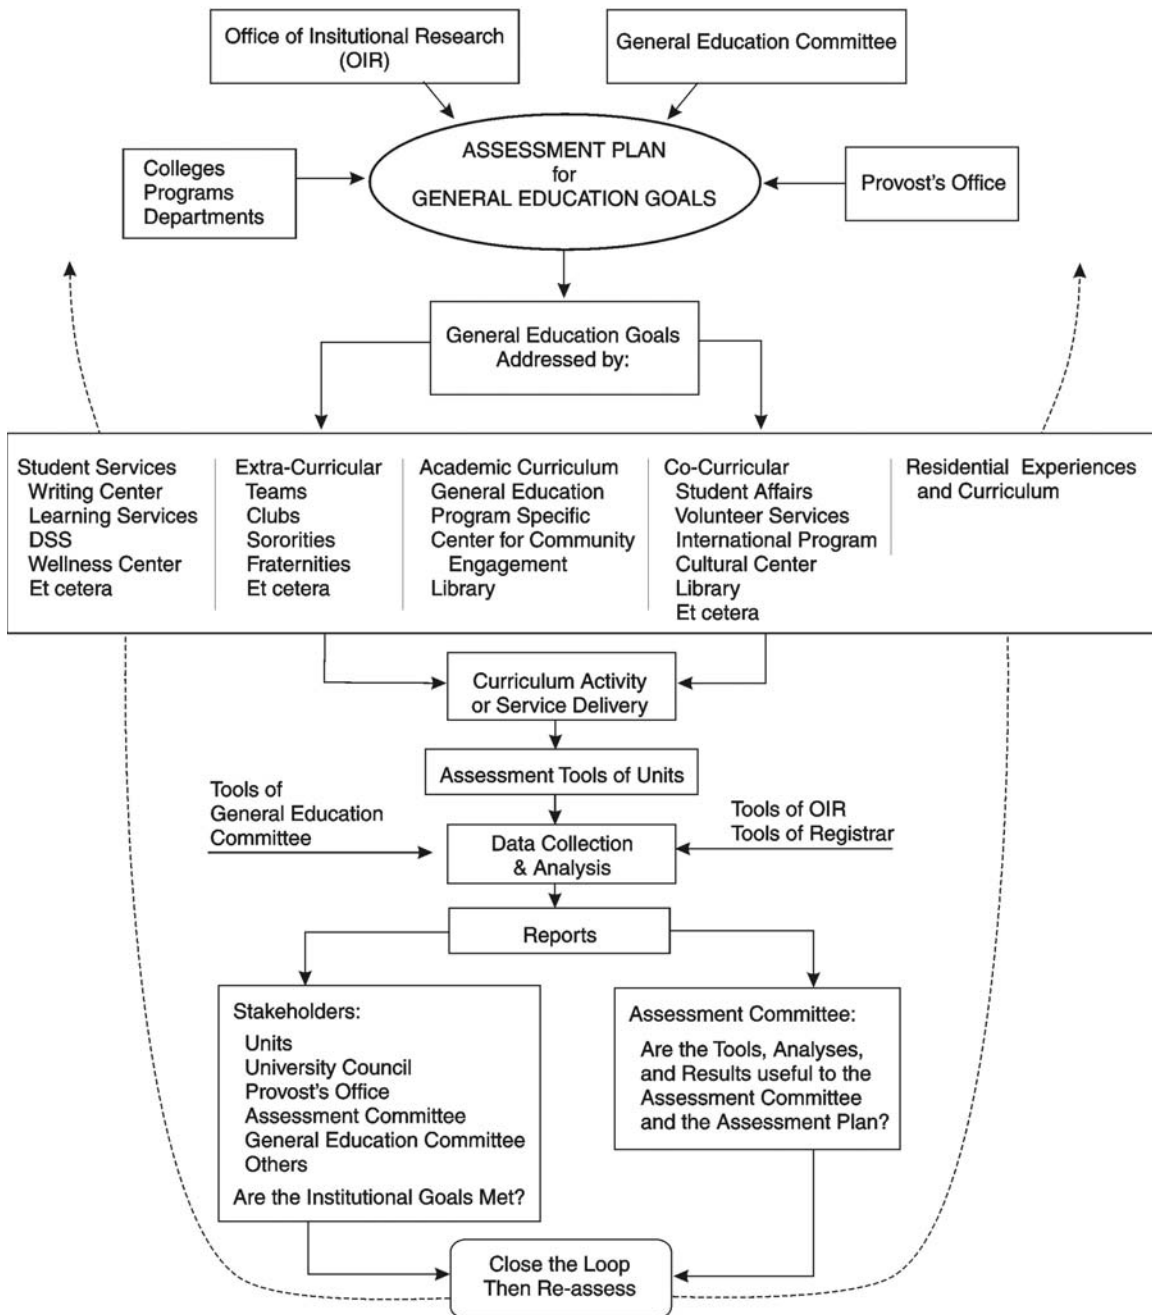 Office of Insitutional Research
(OIR)
General Education Committee
ASSESSMENT PLAN
for
GENERAL EDUCATION GOALS
Colleges
Programs
Departments
Provost's Office
General Education Goals
Addressed by:
Student Services
Writing Center
Learning Services
DSS
Wellness Center
Et cetera
Extra-Curricular
Teams
Clubs
Sororities
Fraternities
Et cetera
Academic Curriculum
General Education
Program Specific
Center for Community
Engagement
Library
Co-Curricular
Student Affairs
Volunteer Services
International Program
Cultural Center
Library
Et cetera
Residential Experiences
and Curriculum
Curriculum Activity
or Service Delivery
Assessment Tools of Units
Tools of
General Education
Committee
Tools of OIR
Tools of Registrar
Data Collection
& Analysis
Reports
Stakeholders:
Units
University Council
Provost's Office
Assessment Committee
General Education Committee
Others
Are the Institutional Goals Met?
Assessment Committee:
Are the Tools, Analyses,
and Results useful to the
Assessment Committee
and the Assessment Plan?
Close the Loop
Then Re-assess